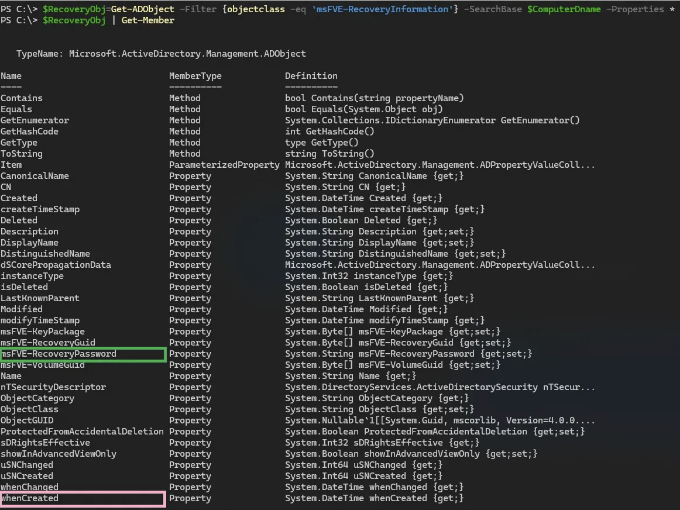 PS C:\> $RecoveryObj=Get-ADObject -Filter {objectclass -eq 'msFVE-RecoveryInformation'} -SearchBase $ComputerDname -Properties *
PS C:\> $RecoveryObj | Get-Member
TypeName: Microsoft.ActiveDirectory.Management.ADObject
Name MemberType Definition
---- ---------- ----------
Contains Method bool Contains(string propertyName)
Equals Method bool Equals(System.Object obj)
GetEnumerator Method System.Collections.IDictionaryEnumerator GetEnumerator()
GetHashCode Method int GetHashCode()
GetType Method type GetType()
ToString Method string ToString()
Item ParameterizedProperty Microsoft.ActiveDirectory.Management.ADPropertyValueColl...
CanonicalName Property System.String CanonicalName {get;}
CN Property System.String CN {get;}
Created Property System.DateTime Created {get;}
createTimeStamp Property System.DateTime createTimeStamp {get;}
Deleted Property System.Boolean Deleted {get;}
Description Property System.String Description {get;set;}
DisplayName Property System.String DisplayName {get;set;}
DistinguishedName Property System.String DistinguishedName {get;set;}
dSCorePropagationData Property Microsoft.ActiveDirectory.Management.ADPropertyValueColl...
instanceType Property System.Int32 instanceType {get;}
isDeleted Property System.Boolean isDeleted {get;}
LastKnownParent Property System.String LastKnownParent {get;}
Modified Property System.DateTime Modified {get;}
modifyTimeStamp Property System.DateTime modifyTimeStamp {get;}
msFVE-KeyPackage Property System.Byte[] msFVE-KeyPackage {get;set;}
msFVE-RecoveryGuid Property System.Byte[] msFVE-RecoveryGuid {get;set;}
msFVE-RecoveryPassword Property System.String msFVE-RecoveryPassword {get;set;}
msFVE-VolumeGuid Property System.Byte[] msFVE-VolumeGuid {get;set;}
Name Property System.String Name {get;}
nTSecurityDescriptor Property System.DirectoryServices.ActiveDirectorySecurity nTSecur...
ObjectCategory Property System.String ObjectCategory {get;}
ObjectClass Property System.String ObjectClass {get;set;}
ObjectGUID Property System.Nullable`1[[System.Guid, mscorlib, Version=4.0.0....
ProtectedFromAccidentalDeletion Property System.Boolean ProtectedFromAccidentalDeletion {get;set;}
sDRightsEffective Property System.Int32 sDRightsEffective {get;}
showInAdvancedViewOnly Property System.Boolean showInAdvancedViewOnly {get;set;}
uSNChanged Property System.Int64 uSNChanged {get;}
uSNCreated Property System.Int64 uSNCreated {get;}
whenChanged Property System.DateTime whenChanged {get;}
whenCreated Property System.DateTime whenCreated {get;}